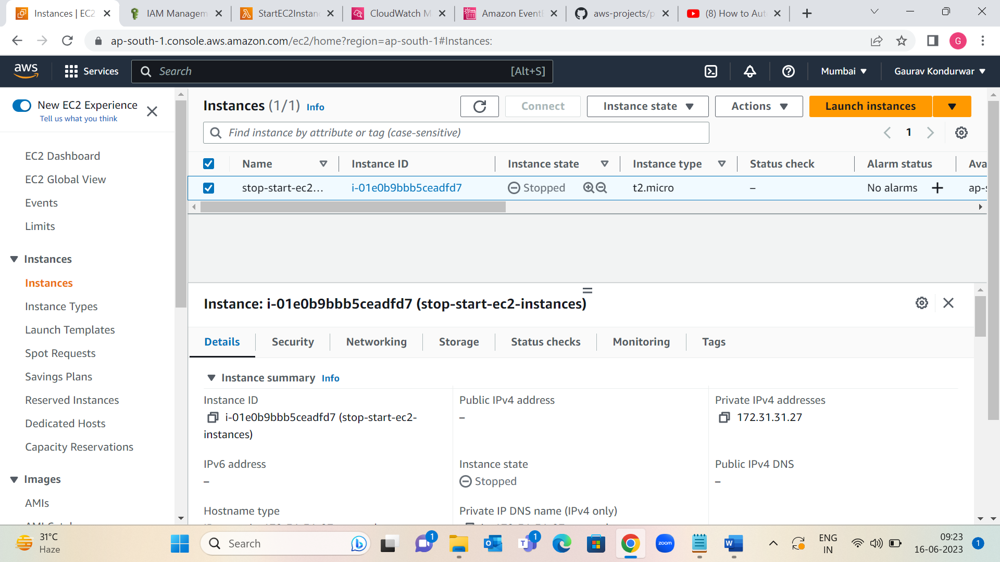 Instances | EC2
IAM Managem
StartEC2Instanc
CloudWatch M
Amazon EventB
aws-projects/p
(8) How to Aut
ap-south-1.console.aws.amazon.com/ec2/home?region=ap-south-1#Instances:
G
aws
Services
Search
[Alt+S]
Mumbai
Gaurav Kondurwar
New EC2 Experience
Tell us what you think
EC2 Dashboard
EC2 Global View
Events
Limits
Instances
Instances
Instance Types
Launch Templates
Spot Requests
Savings Plans
Reserved Instances
Dedicated Hosts
Capacity Reservations
Images
AMIs
Instances (1/1) Info
Connect
Instance state
Actions
Launch instances
Find instance by attribute or tag (case-sensitive)
1
Name
Instance ID
Instance state
Instance type
Status check
Alarm status
Ava
stop-start-ec2...
i-01e0b9bbb5ceadfd7
Stopped
t2.micro
–
No alarms
ap-s
Instance: i-01e0b9bbb5ceadfd7 (stop-start-ec2-instances)
Details
Security
Networking
Storage
Status checks
Monitoring
Tags
Instance summary Info
Instance ID
i-01e0b9bbb5ceadfd7 (stop-start-ec2-
instances)
Public IPv4 address
–
Private IPv4 addresses
172.31.31.27
IPv6 address
–
Instance state
Stopped
Public IPv4 DNS
–
Hostname type
Private IP DNS name (IPv4 only)
31°C
Haze
Search
1
1
zoom
ENG
IN
09:23
16-06-2023
1